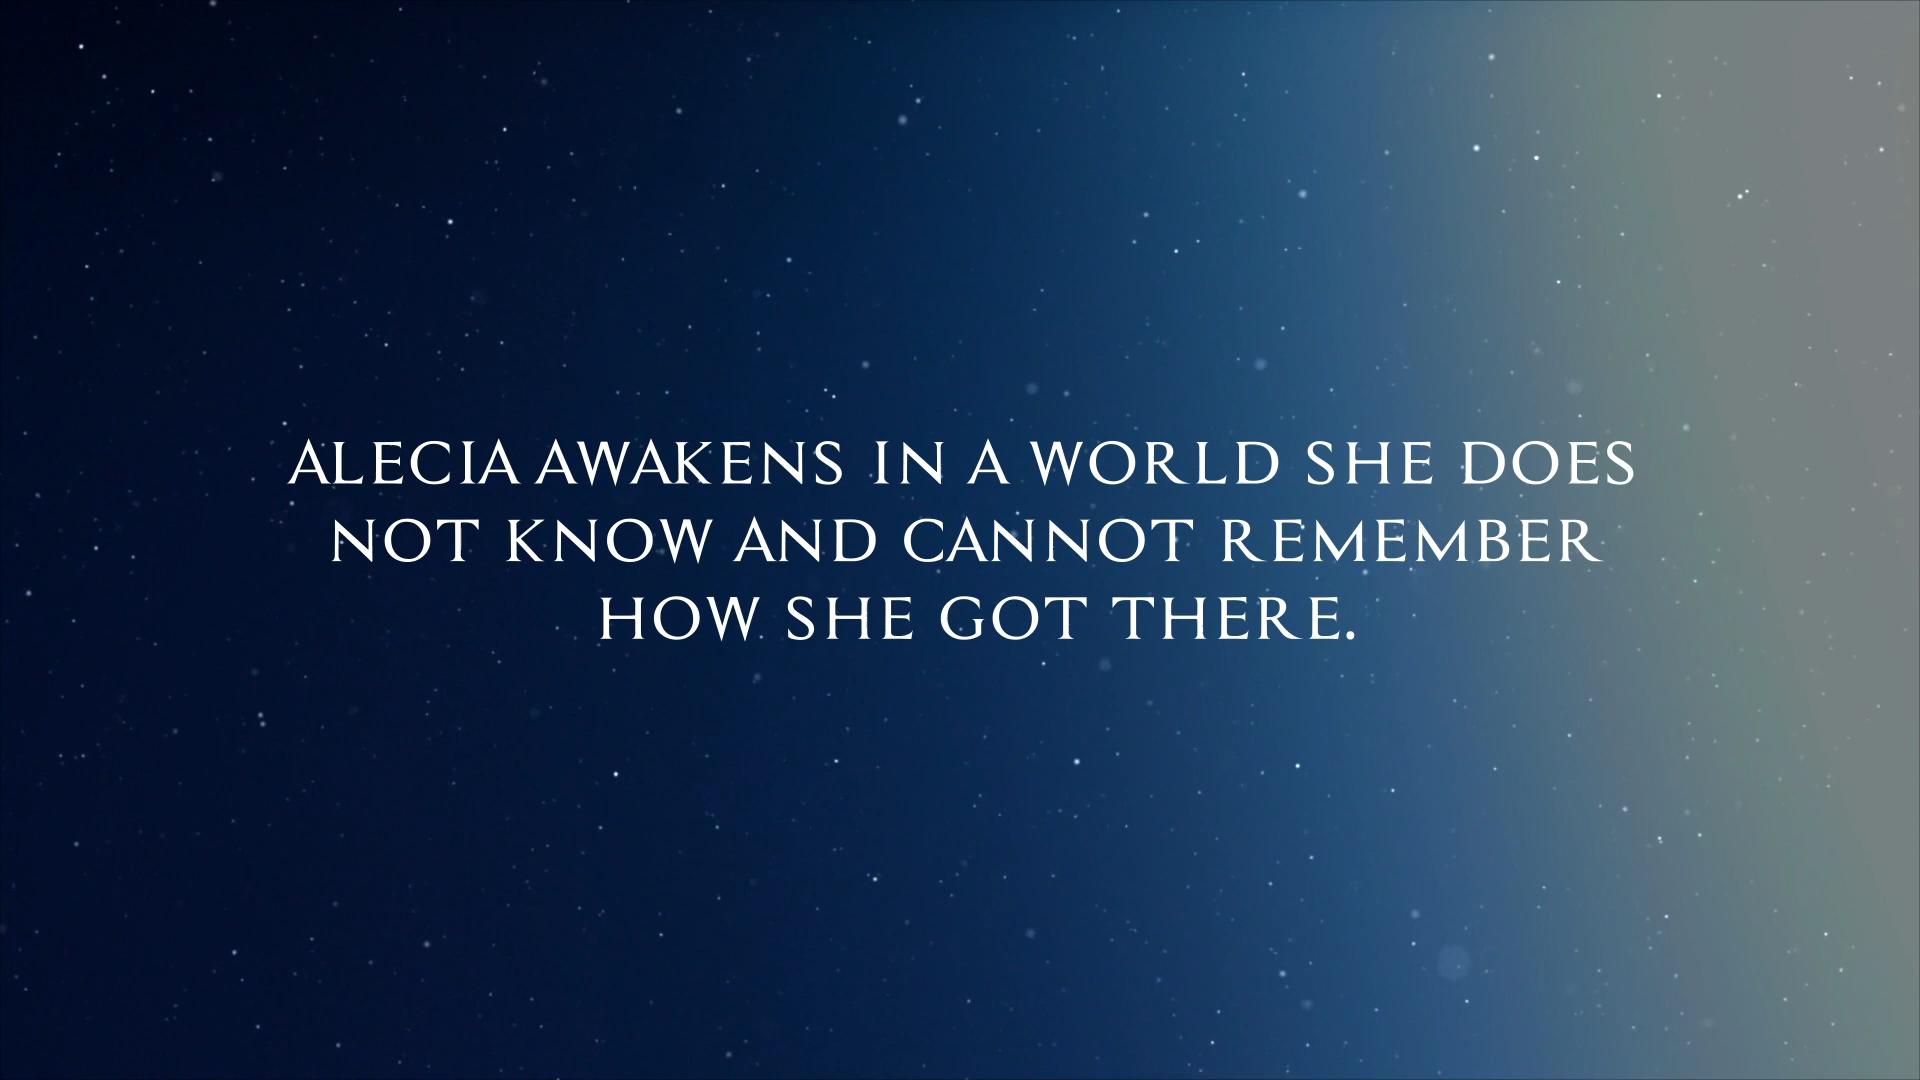 ALECIA AWAKENS IN A WORLD SHE DOES
NOT KNOW AND CANNOT REMEMBER
HOW SHE GOT THERE.